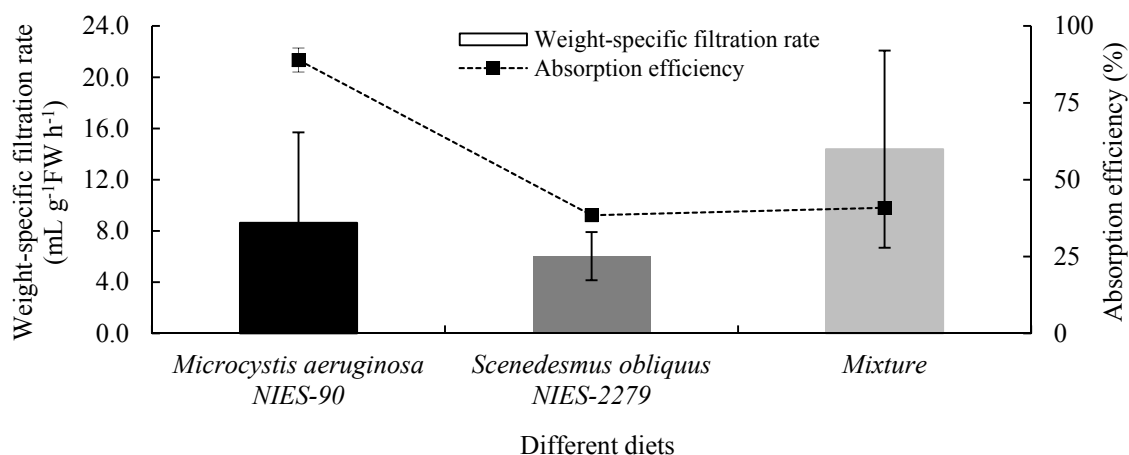 Weight-specific filtration rate
(mL g⁻¹FW h⁻¹)
24.0
20.0
16.0
12.0
8.0
4.0
0.0
Weight-specific filtration rate
Absorption efficiency
100
75
50
25
0
Absorption efficiency (%)
Microcystis aeruginosa
NIES-90
Scenedesmus obliquus
NIES-2279
Mixture
Different diets